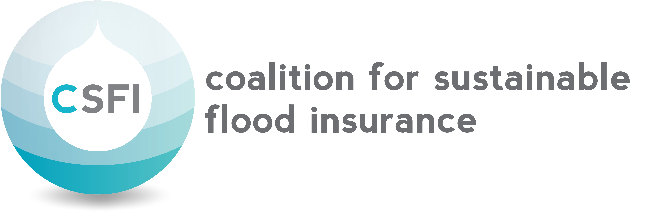 CSFI
coalition for sustainable
flood insurance